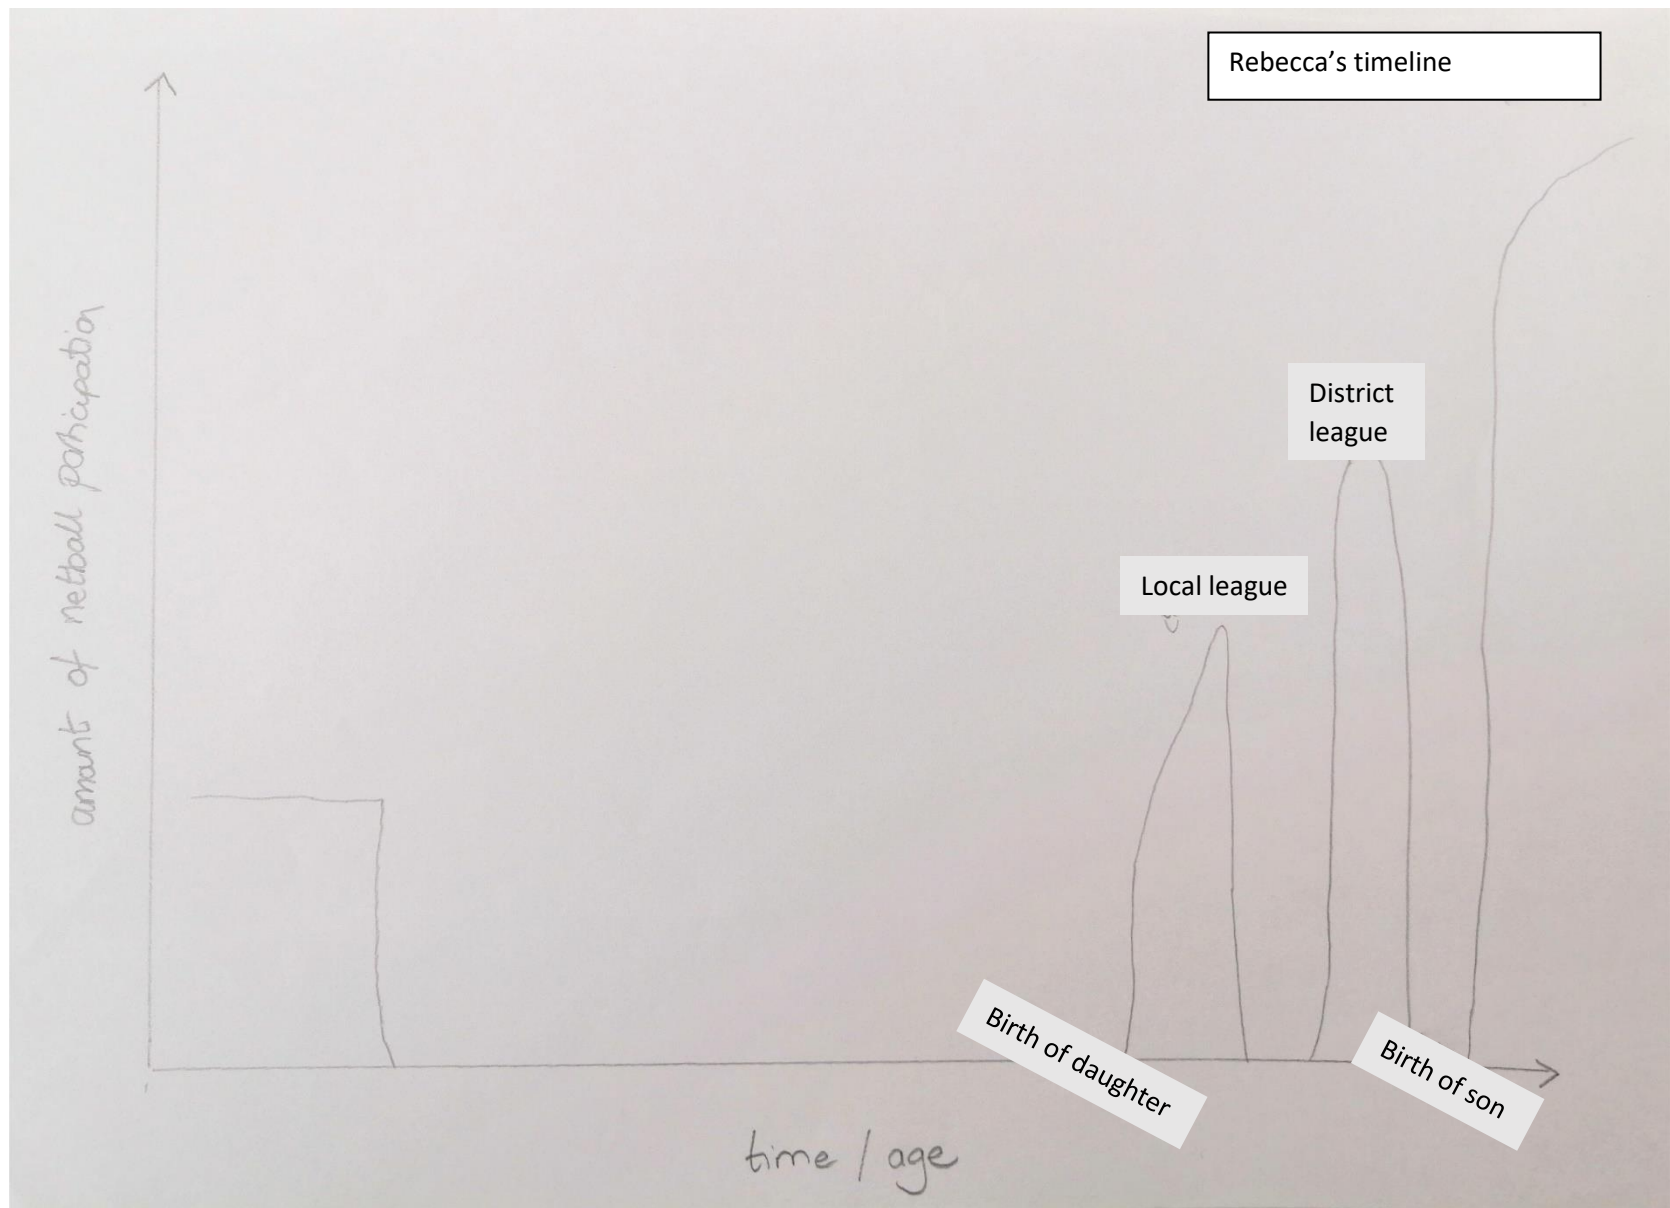 Rebecca’s timeline
amount of netball participation
District
league
Local league
Birth of daughter
Birth of son
time / age